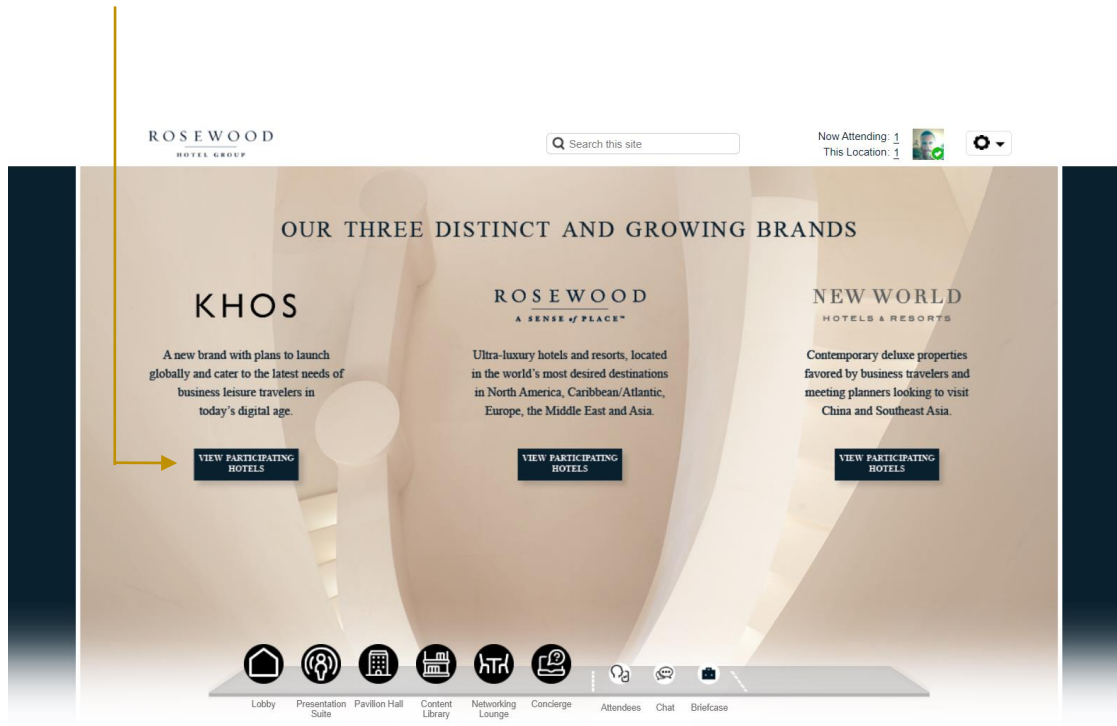 ROSEWOOD
HOTEL GROUP
Search this site
Now Attending: 1
This Location: 1
OUR THREE DISTINCT AND GROWING BRANDS
KHOS
A new brand with plans to launch
globally and cater to the latest needs of
business leisure travelers in
today's digital age.
VIEW PARTICIPATING
HOTELS
ROSEWOOD
A SENSE of PLACE™
Ultra-luxury hotels and resorts, located
in the world's most desired destinations
in North America, Caribbean/Atlantic,
Europe, the Middle East and Asia.
VIEW PARTICIPATING
HOTELS
NEW WORLD
HOTELS & RESORTS
Contemporary deluxe properties
favored by business travelers and
meeting planners looking to visit
China and Southeast Asia.
VIEW PARTICIPATING
HOTELS
Lobby
Presentation
Suite
Pavilion Hall
Content
Library
Networking
Lounge
Concierge
Attendees
Chat
Briefcase